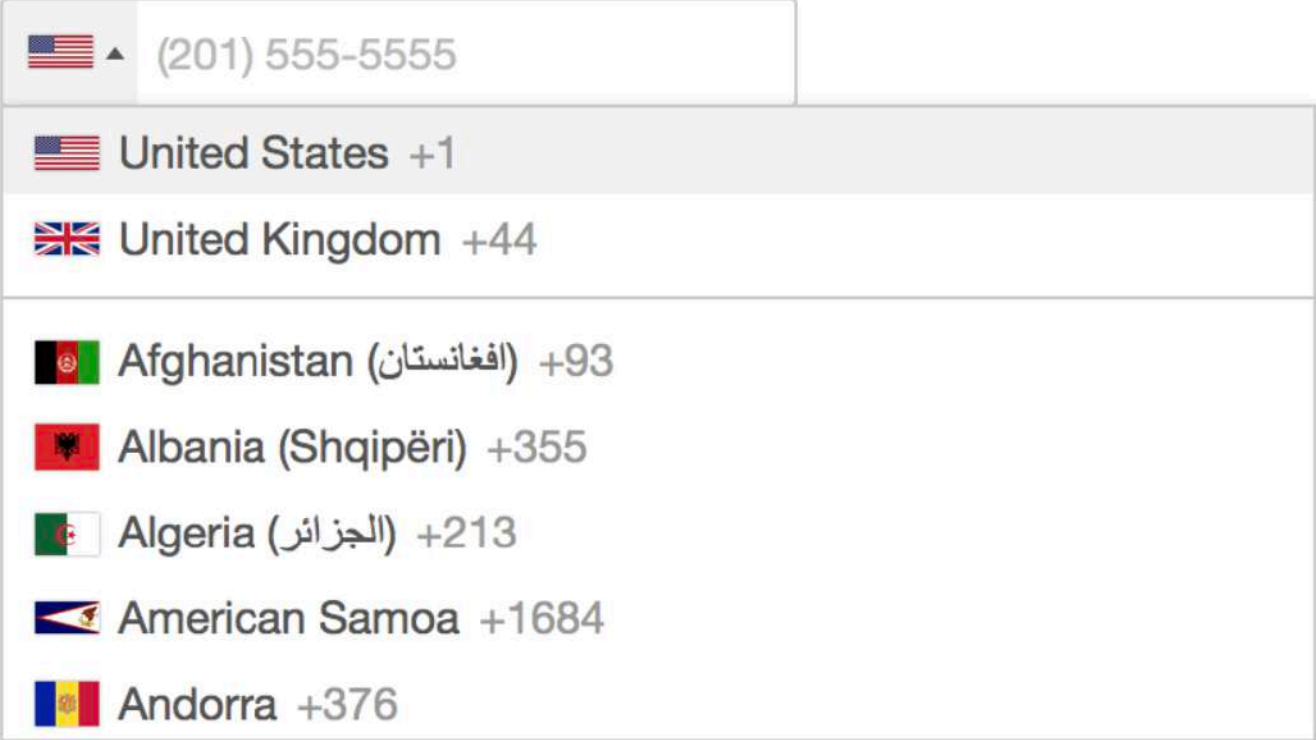 (201) 555-5555
United States +1
United Kingdom +44
Afghanistan (افغانستان) +93
Albania (Shqipëri) +355
Algeria (الجزائر) +213
American Samoa +1684
Andorra +376